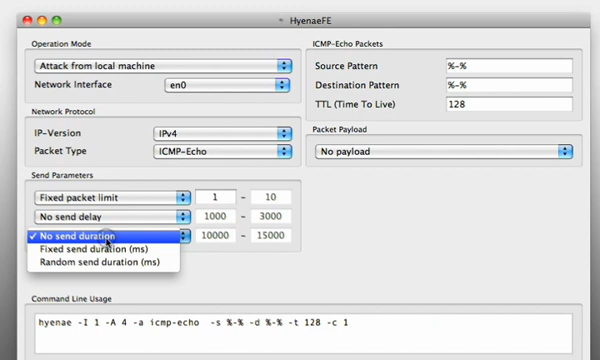 HyenaeFE
Operation Mode
Attack from local machine
Network Interface en0
Network Protocol
IP-Version IPv4
Packet Type ICMP-Echo
Send Parameters
Fixed packet limit 1 - 10
No send delay 1000 - 3000
✓ No send duration 10000 - 15000
Fixed send duration (ms)
Random send duration (ms)
ICMP-Echo Packets
Source Pattern %-%
Destination Pattern %-%
TTL (Time To Live) 128
Packet Payload
No payload
Command Line Usage
hyenae -I 1 -A 4 -a icmp-echo -s %-% -d %-% -t 128 -c 1